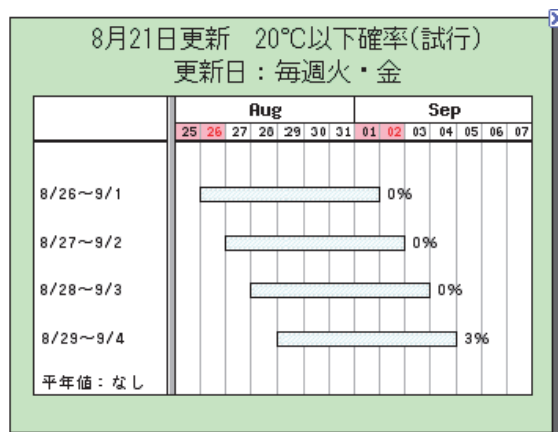 8月21日更新 20℃以下確率(試行)
更新日：毎週火・金
Aug Sep
25 26 27 28 29 30 31 01 02 03 04 05 06 07
8/26～9/1 0%
8/27～9/2 0%
8/28～9/3 0%
8/29～9/4 3%
平年値：なし